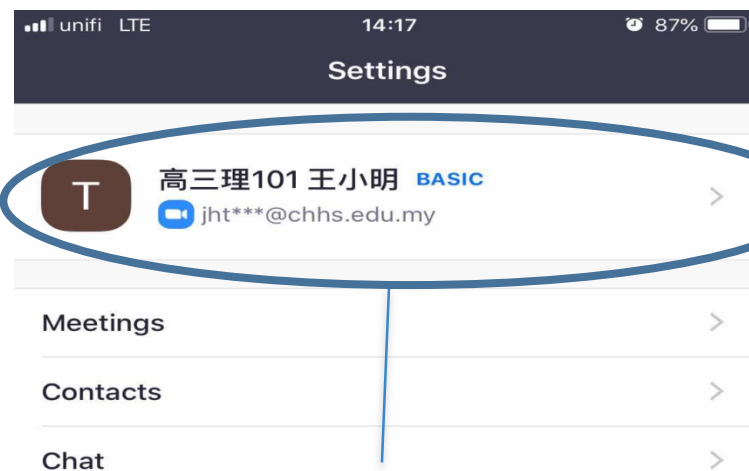 unifi LTE 14:17 87%
Settings
T
高三理101 王小明 BASIC
jht***@chhs.edu.my
Meetings
Contacts
Chat